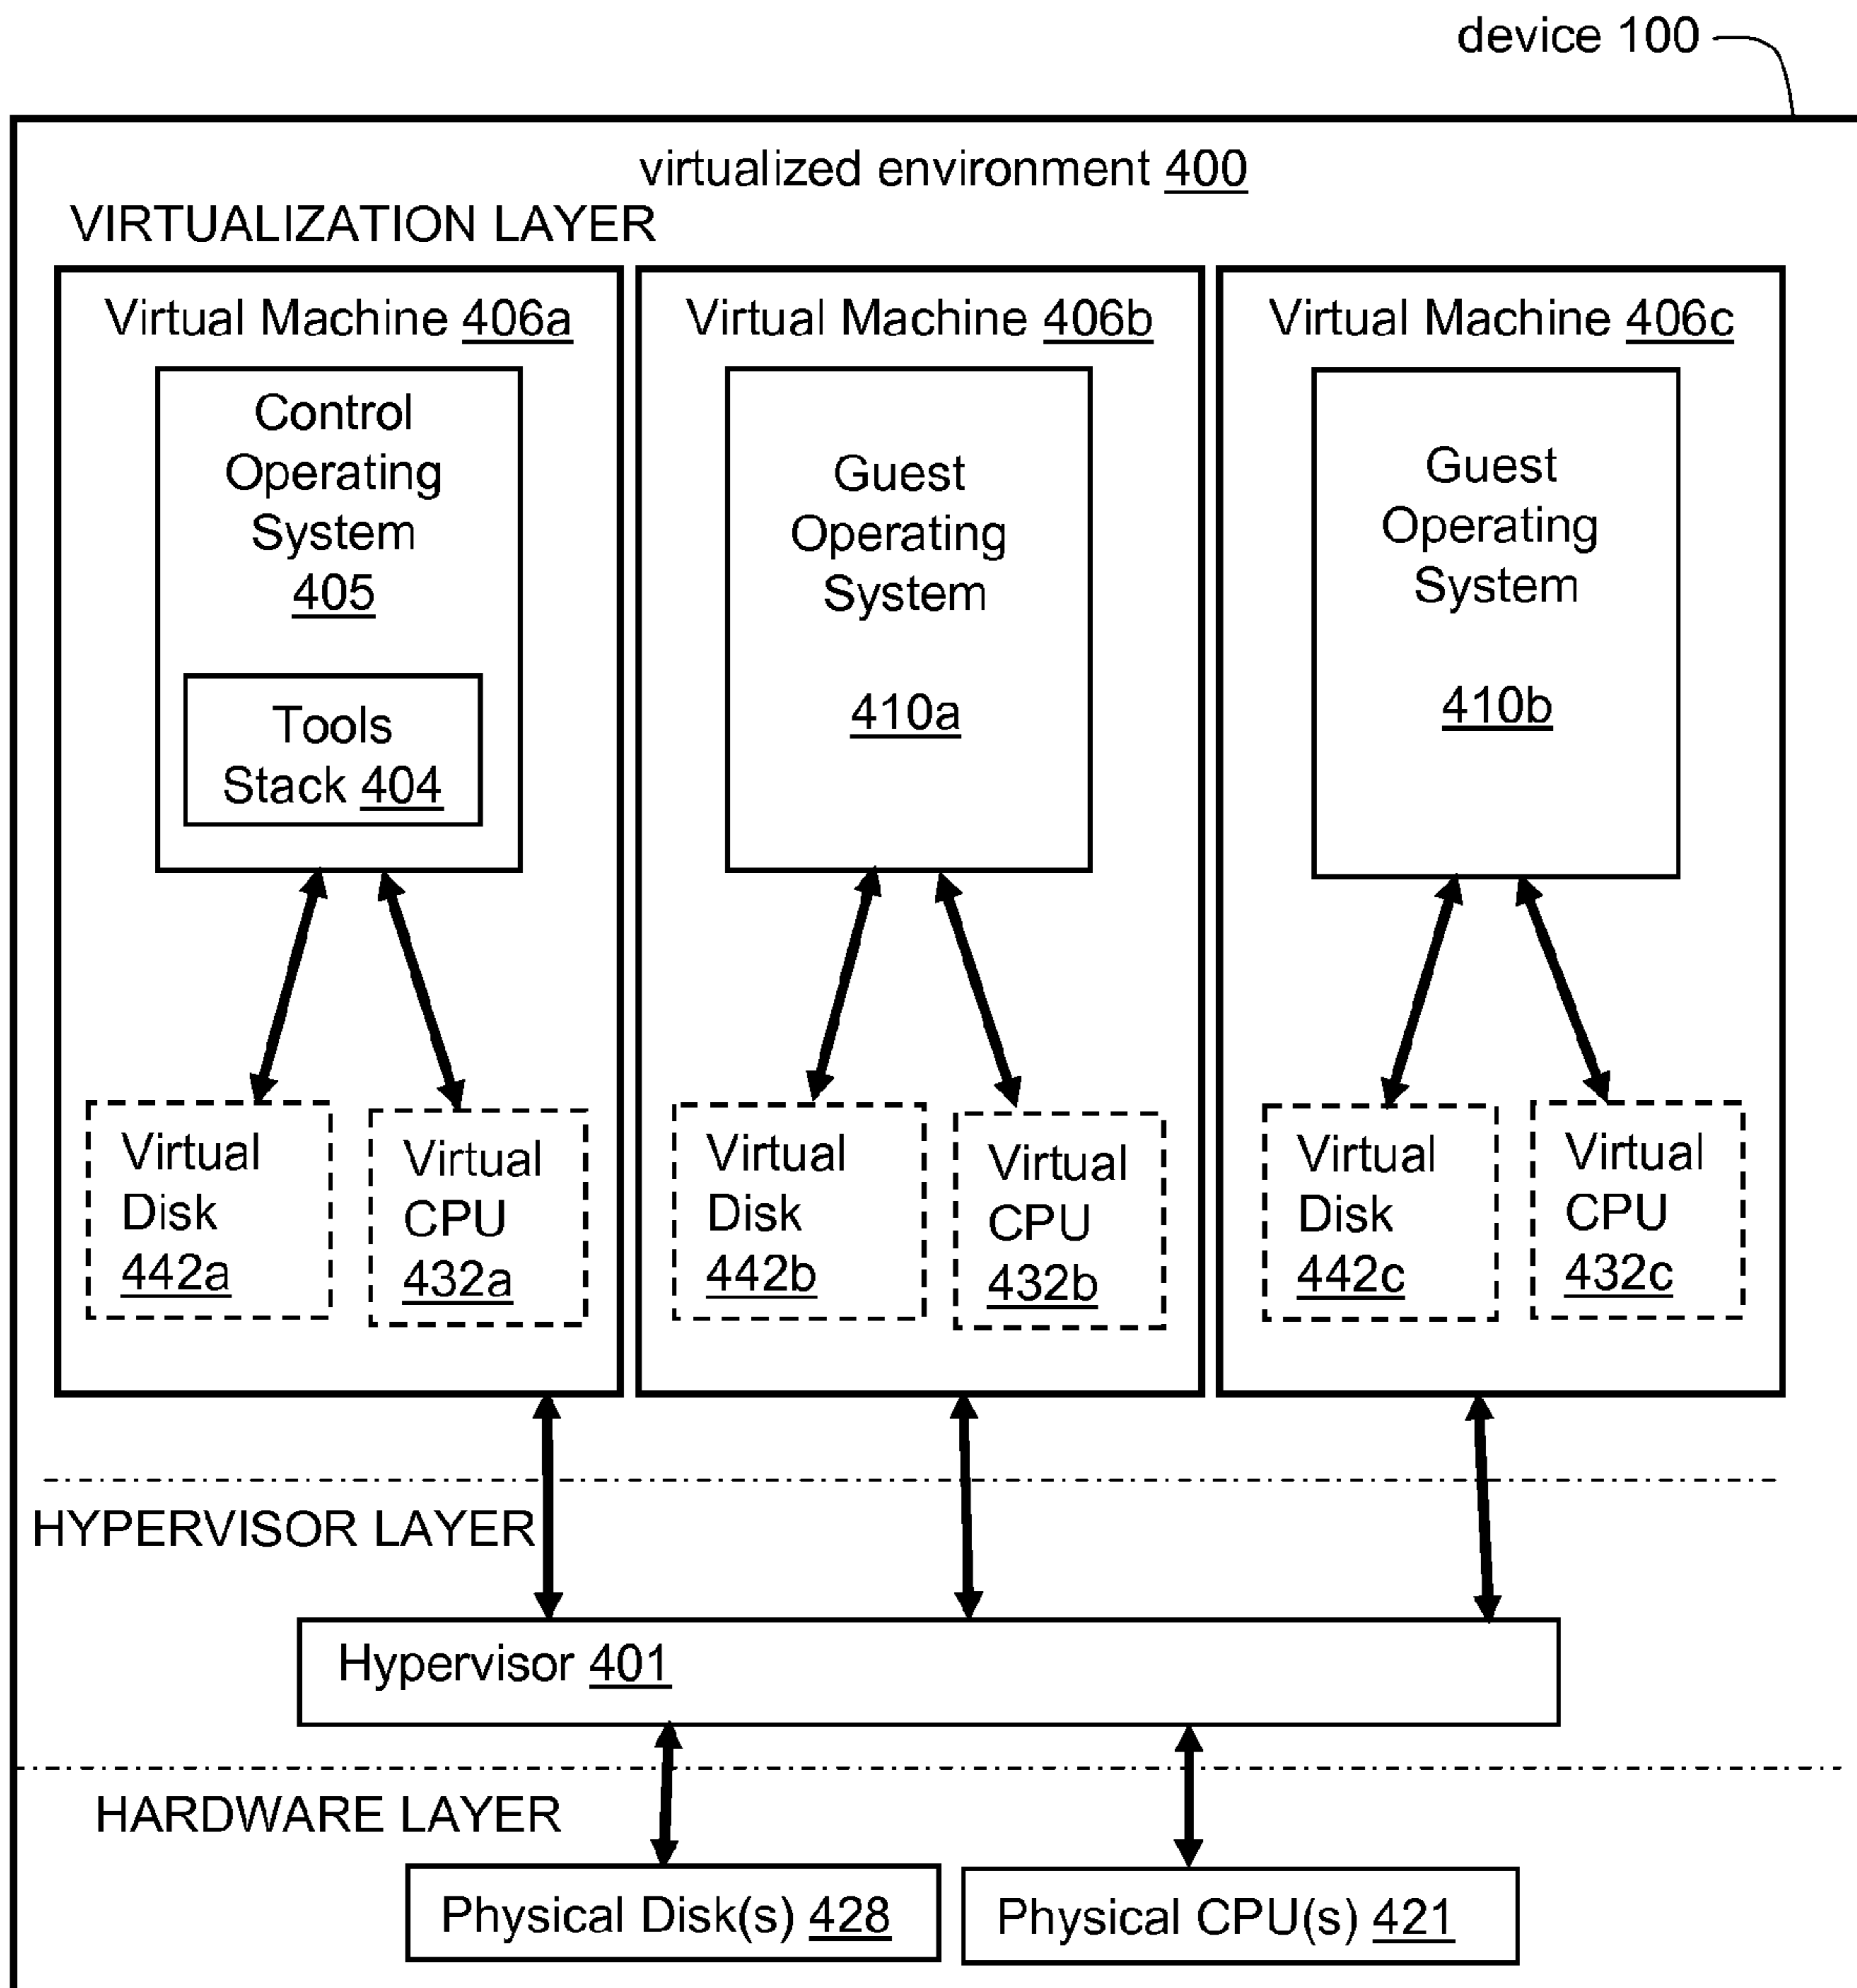 device 100
virtualized environment 400
VIRTUALIZATION LAYER
Virtual Machine 406a
Control
Operating
System
405
Tools
Stack 404
Virtual
Disk
442a
Virtual
CPU
432a
Virtual Machine 406b
Guest
Operating
System
410a
Virtual
Disk
442b
Virtual
CPU
432b
Virtual Machine 406c
Guest
Operating
System
410b
Virtual
Disk
442c
Virtual
CPU
432c
HYPERVISOR LAYER
Hypervisor 401
HARDWARE LAYER
Physical Disk(s) 428
Physical CPU(s) 421